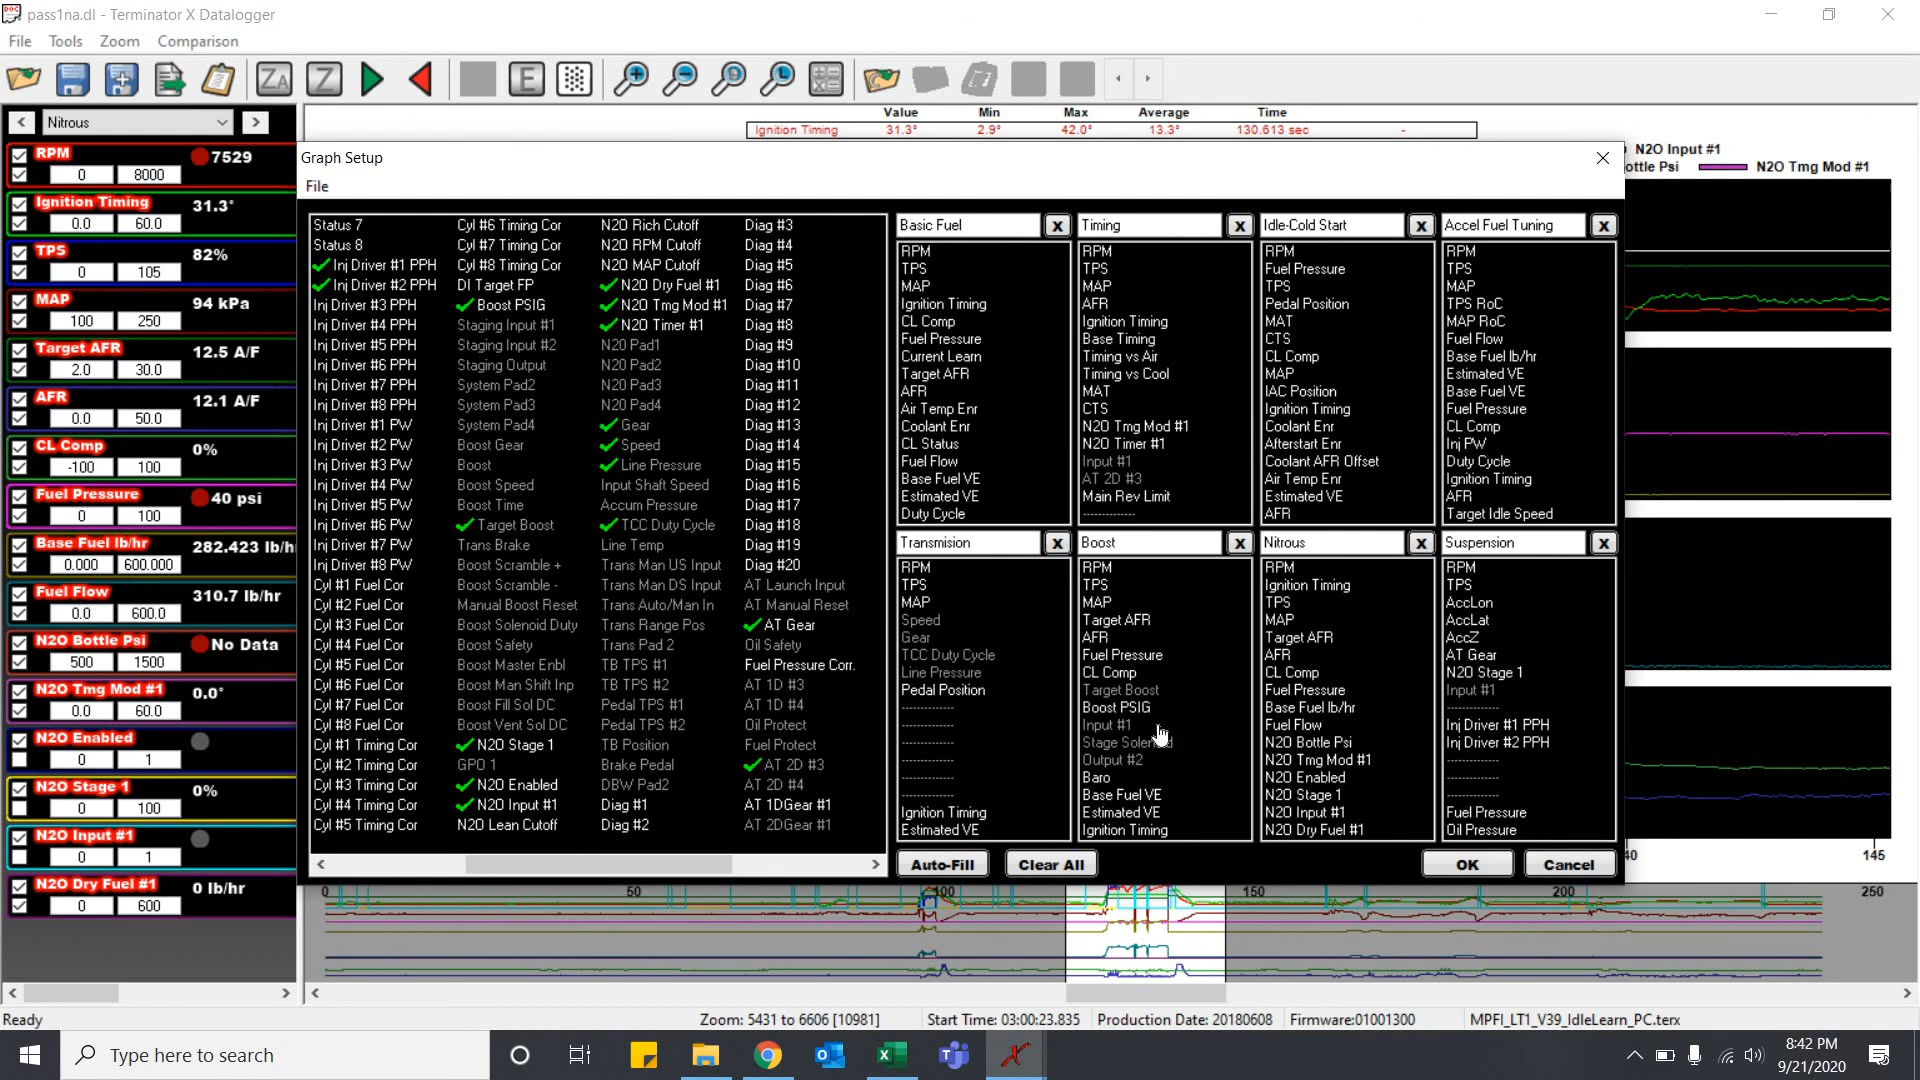 pass1na.dl - Terminator X Datalogger
File Tools Zoom Comparison
ZA Z E
Value Min Max Average Time
Ignition Timing 31.3° 2.9° 42.0° 13.3° 130.613 sec -
Nitrous
RPM 7529
0 8000
Ignition Timing 31.3°
0.0 60.0
TPS 82%
0 105
MAP 94 kPa
100 250
Target AFR 12.5 A/F
2.0 30.0
AFR 12.1 A/F
0.0 50.0
CL Comp 0%
-100 100
Fuel Pressure 40 psi
0 100
Base Fuel lb/hr 282.423 lb/h
0.000 600.000
Fuel Flow 310.7 lb/hr
0.0 600.0
N2O Bottle Psi No Data
500 1500
N2O Tmg Mod #1 0.0°
0.0 60.0
N2O Enabled
0 1
N2O Stage 1 0%
0 100
N2O Input #1
0 1
N2O Dry Fuel #1 0 lb/hr
0 600
N2O Input #1
ottle Psi N2O Tmg Mod #1
Graph Setup
File
Status 7
Status 8
Inj Driver #1 PPH
Inj Driver #2 PPH
Inj Driver #3 PPH
Inj Driver #4 PPH
Inj Driver #5 PPH
Inj Driver #6 PPH
Inj Driver #7 PPH
Inj Driver #8 PPH
Inj Driver #1 PW
Inj Driver #2 PW
Inj Driver #3 PW
Inj Driver #4 PW
Inj Driver #5 PW
Inj Driver #6 PW
Inj Driver #7 PW
Inj Driver #8 PW
Cyl #1 Fuel Cor
Cyl #2 Fuel Cor
Cyl #3 Fuel Cor
Cyl #4 Fuel Cor
Cyl #5 Fuel Cor
Cyl #6 Fuel Cor
Cyl #7 Fuel Cor
Cyl #8 Fuel Cor
Cyl #1 Timing Cor
Cyl #2 Timing Cor
Cyl #3 Timing Cor
Cyl #4 Timing Cor
Cyl #5 Timing Cor
Cyl #6 Timing Cor
Cyl #7 Timing Cor
Cyl #8 Timing Cor
DI Target FP
Boost PSIG
Staging Input #1
Staging Input #2
Staging Output
System Pad2
System Pad3
System Pad4
Boost Gear
Boost
Boost Speed
Boost Time
Target Boost
Trans Brake
Boost Scramble +
Boost Scramble -
Manual Boost Reset
Boost Solenoid Duty
Boost Safety
Boost Master Enbl
Boost Man Shift Inp
Boost Fill Sol DC
Boost Vent Sol DC
N2O Stage 1
GPO 1
N2O Enabled
N2O Input #1
N2O Lean Cutoff
N2O Rich Cutoff
N2O RPM Cutoff
N2O MAP Cutoff
N2O Dry Fuel #1
N2O Tmg Mod #1
N2O Timer #1
N20 Pad1
N20 Pad2
N20 Pad3
N20 Pad4
Gear
Speed
Line Pressure
Input Shaft Speed
Accum Pressure
TCC Duty Cycle
Line Temp
Trans Man US Input
Trans Man DS Input
Trans Auto/Man In
Trans Range Pos
Trans Pad 2
TB TPS #1
TB TPS #2
Pedal TPS #1
Pedal TPS #2
TB Position
Brake Pedal
DBW Pad2
Diag #1
Diag #2
Diag #3
Diag #4
Diag #5
Diag #6
Diag #7
Diag #8
Diag #9
Diag #10
Diag #11
Diag #12
Diag #13
Diag #14
Diag #15
Diag #16
Diag #17
Diag #18
Diag #19
Diag #20
AT Launch Input
AT Manual Reset
AT Gear
Oil Safety
Fuel Pressure Corr.
AT 1D #3
AT 1D #4
Oil Protect
Fuel Protect
AT 2D #3
AT 2D #4
AT 1DGear #1
AT 2DGear #1
Basic Fuel X
RPM
TPS
MAP
Ignition Timing
CL Comp
Fuel Pressure
Current Learn
Target AFR
AFR
Air Temp Enr
Coolant Enr
CL Status
Fuel Flow
Base Fuel VE
Estimated VE
Duty Cycle
Timing X
RPM
TPS
MAP
AFR
Ignition Timing
Base Timing
Timing vs Air
Timing vs Cool
MAT
CTS
N2O Tmg Mod #1
N2O Timer #1
Input #1
AT 2D #3
Main Rev Limit
-------------
Idle-Cold Start X
RPM
Fuel Pressure
TPS
Pedal Position
MAT
CTS
CL Comp
MAP
IAC Position
Ignition Timing
Coolant Enr
Afterstart Enr
Coolant AFR Offset
Air Temp Enr
Estimated VE
AFR
Accel Fuel Tuning X
RPM
TPS
MAP
TPS RoC
MAP RoC
Fuel Flow
Base Fuel lb/hr
Estimated VE
Base Fuel VE
Fuel Pressure
CL Comp
Inj PW
Duty Cycle
Ignition Timing
AFR
Target Idle Speed
Transmision X
RPM
TPS
MAP
Speed
Gear
TCC Duty Cycle
Line Pressure
Pedal Position
-------------
-------------
-------------
-------------
-------------
-------------
Ignition Timing
Estimated VE
Boost X
RPM
TPS
MAP
Target AFR
AFR
Fuel Pressure
CL Comp
Target Boost
Boost PSIG
Input #1
Stage
Output #2
Baro
Base Fuel VE
Estimated VE
Ignition Timing
Nitrous X
RPM
Ignition Timing
TPS
MAP
Target AFR
AFR
CL Comp
Fuel Pressure
Base Fuel lb/hr
Fuel Flow
N2O Bottle Psi
N2O Tmg Mod #1
N2O Enabled
N2O Stage 1
N2O Input #1
N2O Dry Fuel #1
Suspension X
RPM
TPS
AccLon
AccLat
AccZ
AT Gear
N2O Stage 1
Input #1
-------------
Inj Driver #1 PPH
Inj Driver #2 PPH
-------------
-------------
-------------
Fuel Pressure
Oil Pressure
Auto-Fill Clear All OK Cancel
40 145
0 50 100 150 200 250
Ready Zoom: 5431 to 6606 [10981] Start Time: 03:00:23.835 Production Date: 20180608 Firmware:01001300 MPFI_LT1_V39_IdleLearn_PC.terx
Type here to search
8:42 PM
9/21/2020